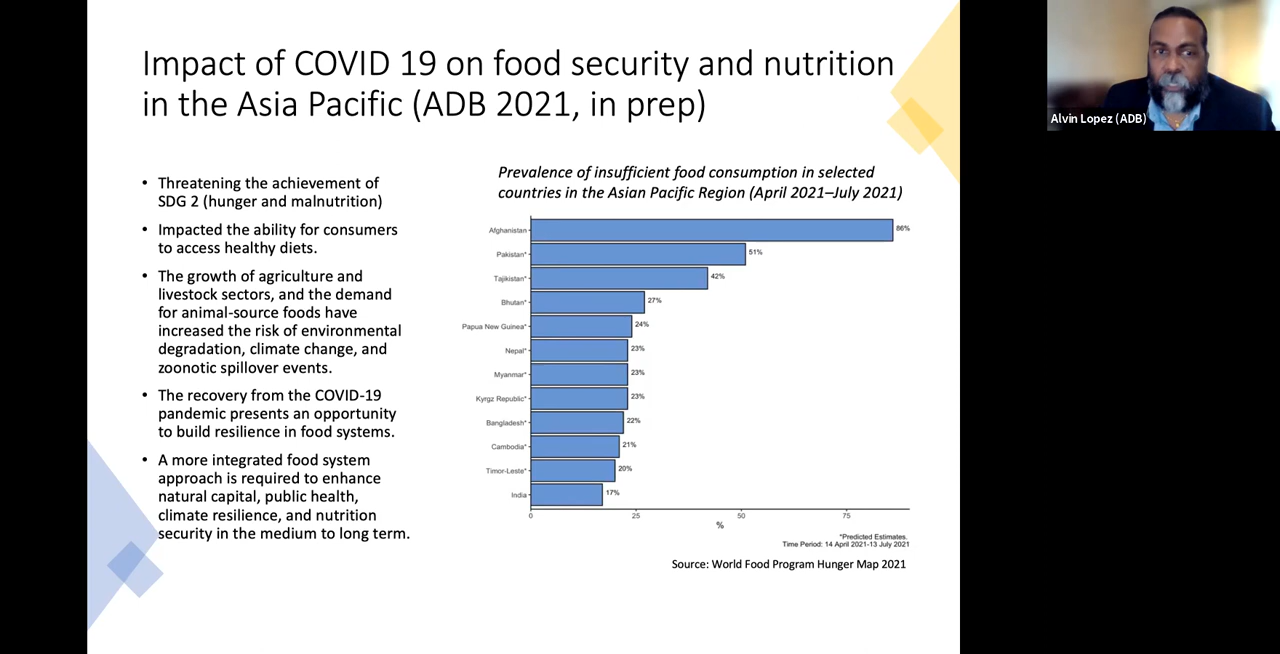 Impact of COVID 19 on food security and nutrition
in the Asia Pacific (ADB 2021, in prep)
Alvin Lopez (ADB)
• Threatening the achievement of
SDG 2 (hunger and malnutrition)
• Impacted the ability for consumers
to access healthy diets.
• The growth of agriculture and
livestock sectors, and the demand
for animal-source foods have
increased the risk of environmental
degradation, climate change, and
zoonotic spillover events.
• The recovery from the COVID-19
pandemic presents an opportunity
to build resilience in food systems.
• A more integrated food system
approach is required to enhance
natural capital, public health,
climate resilience, and nutrition
security in the medium to long term.
Prevalence of insufficient food consumption in selected
countries in the Asian Pacific Region (April 2021–July 2021)
Afghanistan 86%
Pakistan* 51%
Tajikistan* 42%
Bhutan* 27%
Papua New Guinea* 24%
Nepal* 23%
Myanmar* 23%
Kyrgz Republic* 23%
Bangladesh* 22%
Cambodia* 21%
Timor-Leste* 20%
India 17%
0 25 50 75
%
*Predicted Estimates.
Time Period: 14 April 2021-13 July 2021
Source: World Food Program Hunger Map 2021